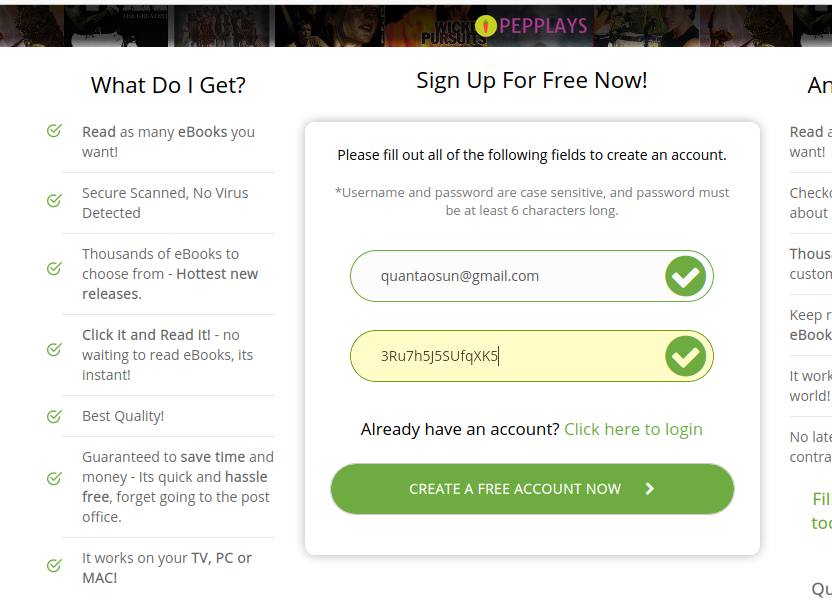 THE GREATEST
WICKED
PURSUITS
PEPPLAYS
What Do I Get?
Read as many eBooks you
want!
Secure Scanned, No Virus
Detected
Thousands of eBooks to
choose from - Hottest new
releases.
Click It and Read It! - no
waiting to read eBooks, its
instant!
Best Quality!
Guaranteed to save time and
money - Its quick and hassle
free, forget going to the post
office.
It works on your TV, PC or
MAC!
Sign Up For Free Now!
Please fill out all of the following fields to create an account.
*Username and password are case sensitive, and password must
be at least 6 characters long.
quantaosun@gmail.com
3Ru7h5J5SUfqXK5
Already have an account? Click here to login
CREATE A FREE ACCOUNT NOW
An
Read a
want!
Checko
about
Thousa
custom
Keep r
eBook
It work
world!
No late
contra
Fil
too
Qu